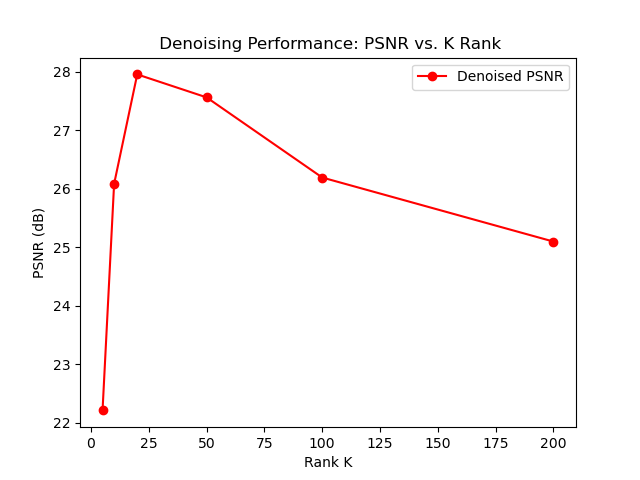 Denoising Performance: PSNR vs. K Rank
Denoised PSNR
PSNR (dB)
28
27
26
25
24
23
22
0 25 50 75 100 125 150 175 200
Rank K